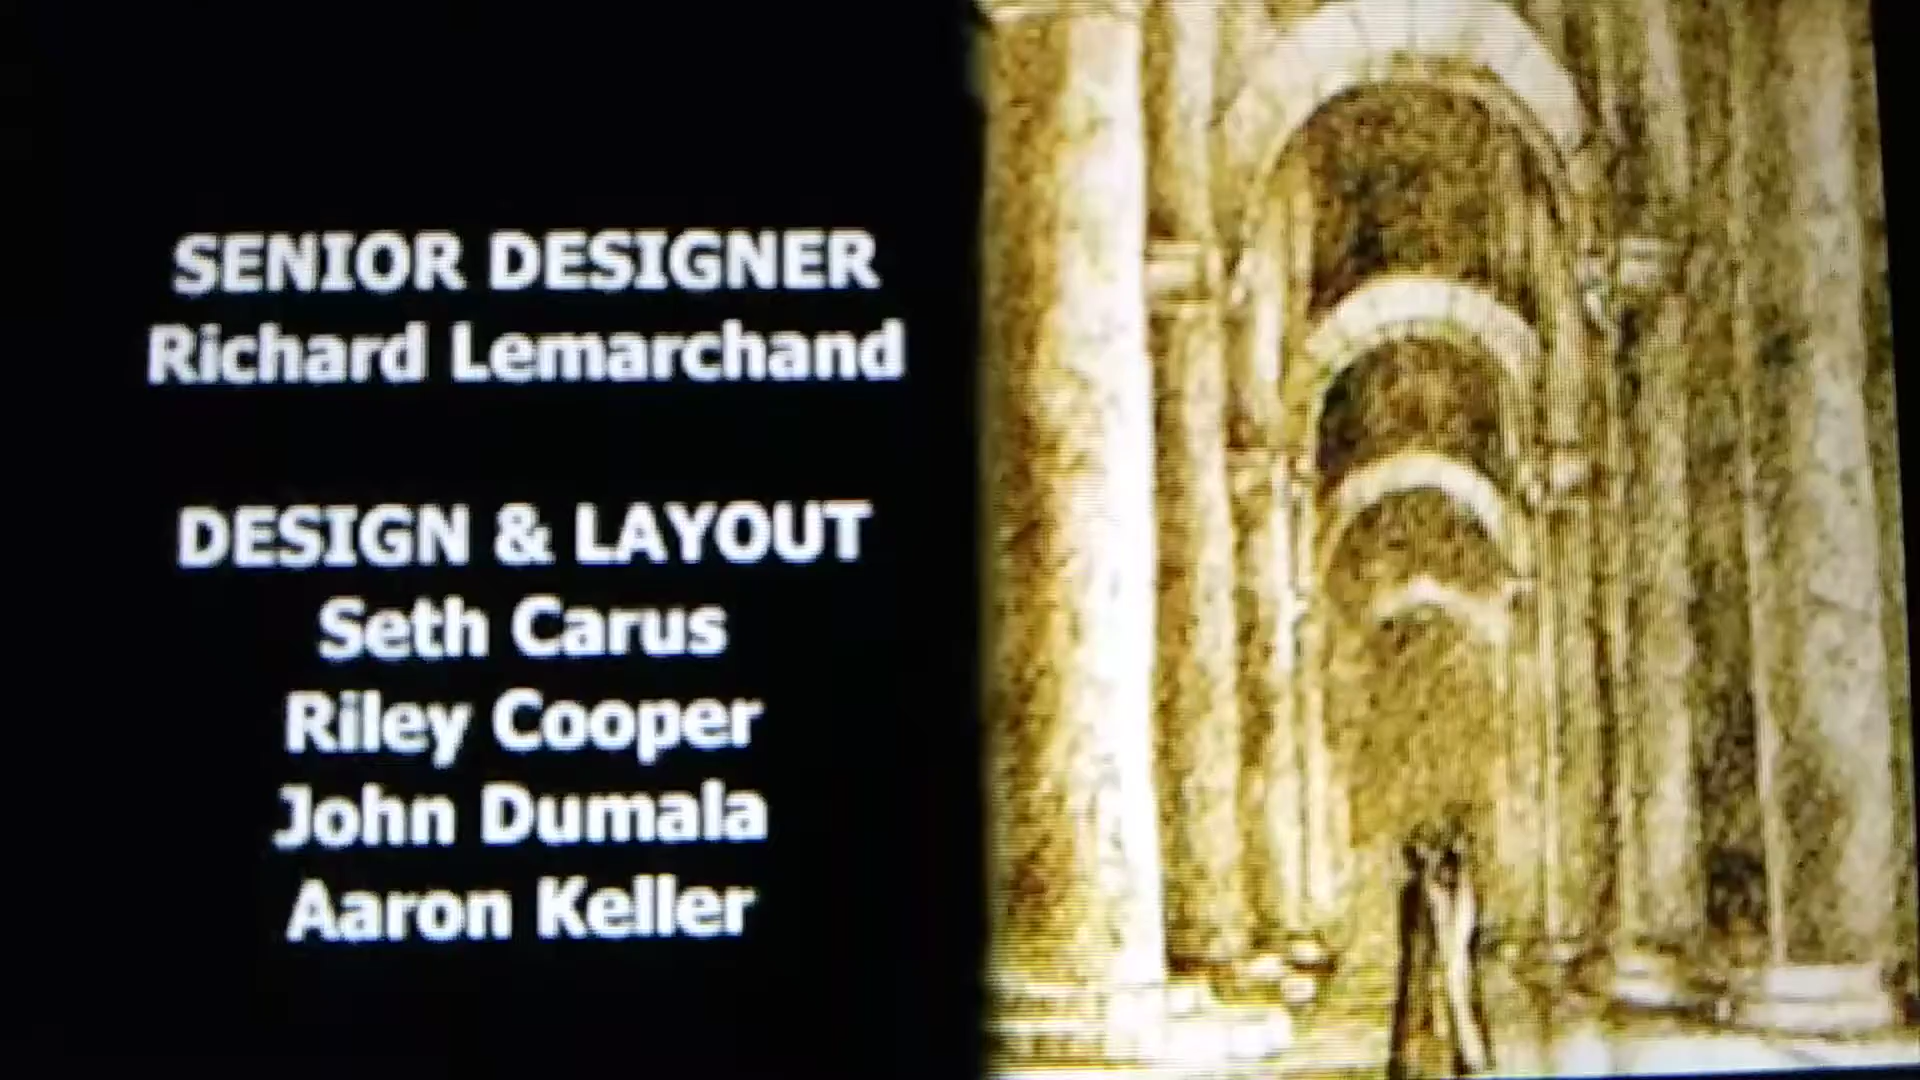 SENIOR DESIGNER
Richard Lemarchand
DESIGN & LAYOUT
Seth Carus
Riley Cooper
John Dumala
Aaron Keller